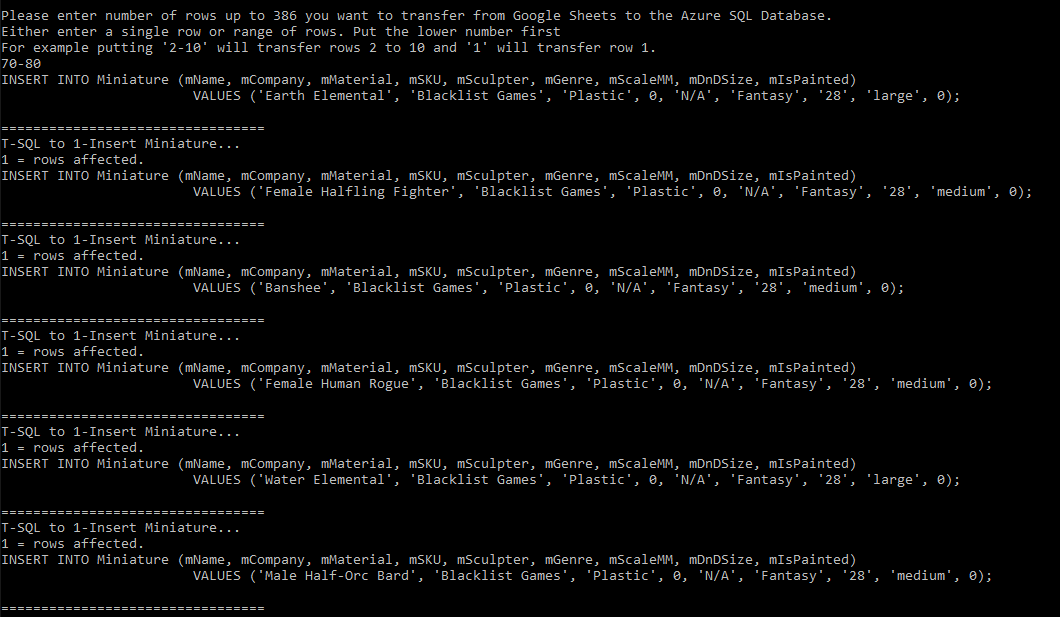 Please enter number of rows up to 386 you want to transfer from Google Sheets to the Azure SQL Database.
Either enter a single row or range of rows. Put the lower number first
For example putting '2-10' will transfer rows 2 to 10 and '1' will transfer row 1.
70-80
INSERT INTO Miniature (mName, mCompany, mMaterial, mSKU, mSculpter, mGenre, mScaleMM, mDnDSize, mIsPainted)
VALUES ('Earth Elemental', 'Blacklist Games', 'Plastic', 0, 'N/A', 'Fantasy', '28', 'large', 0);
=================================
T-SQL to 1-Insert Miniature...
1 = rows affected.
INSERT INTO Miniature (mName, mCompany, mMaterial, mSKU, mSculpter, mGenre, mScaleMM, mDnDSize, mIsPainted)
VALUES ('Female Halfling Fighter', 'Blacklist Games', 'Plastic', 0, 'N/A', 'Fantasy', '28', 'medium', 0);
=================================
T-SQL to 1-Insert Miniature...
1 = rows affected.
INSERT INTO Miniature (mName, mCompany, mMaterial, mSKU, mSculpter, mGenre, mScaleMM, mDnDSize, mIsPainted)
VALUES ('Banshee', 'Blacklist Games', 'Plastic', 0, 'N/A', 'Fantasy', '28', 'medium', 0);
=================================
T-SQL to 1-Insert Miniature...
1 = rows affected.
INSERT INTO Miniature (mName, mCompany, mMaterial, mSKU, mSculpter, mGenre, mScaleMM, mDnDSize, mIsPainted)
VALUES ('Female Human Rogue', 'Blacklist Games', 'Plastic', 0, 'N/A', 'Fantasy', '28', 'medium', 0);
=================================
T-SQL to 1-Insert Miniature...
1 = rows affected.
INSERT INTO Miniature (mName, mCompany, mMaterial, mSKU, mSculpter, mGenre, mScaleMM, mDnDSize, mIsPainted)
VALUES ('Water Elemental', 'Blacklist Games', 'Plastic', 0, 'N/A', 'Fantasy', '28', 'large', 0);
=================================
T-SQL to 1-Insert Miniature...
1 = rows affected.
INSERT INTO Miniature (mName, mCompany, mMaterial, mSKU, mSculpter, mGenre, mScaleMM, mDnDSize, mIsPainted)
VALUES ('Male Half-Orc Bard', 'Blacklist Games', 'Plastic', 0, 'N/A', 'Fantasy', '28', 'medium', 0);
=================================